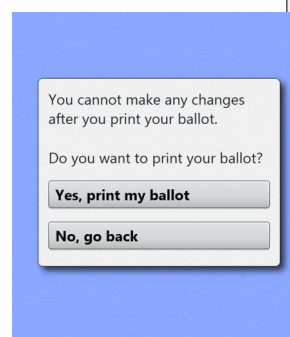 You cannot make any changes
after you print your ballot.
Do you want to print your ballot?
Yes, print my ballot
No, go back